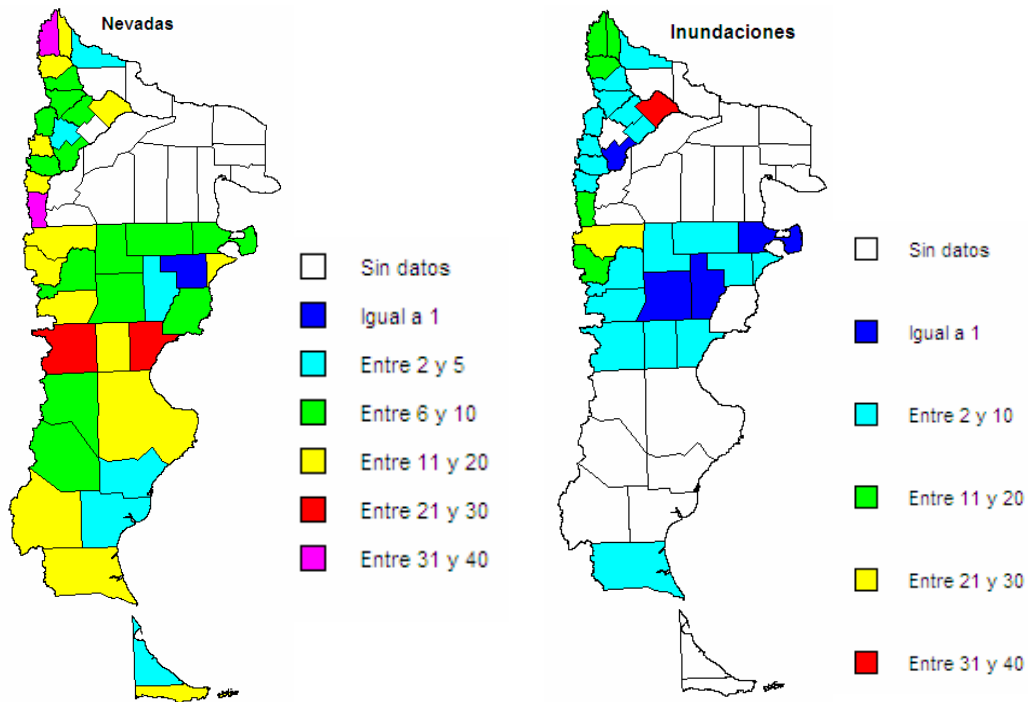 Nevadas
Sin datos
Igual a 1
Entre 2 y 5
Entre 6 y 10
Entre 11 y 20
Entre 21 y 30
Entre 31 y 40
Inundaciones
Sin datos
Igual a 1
Entre 2 y 10
Entre 11 y 20
Entre 21 y 30
Entre 31 y 40